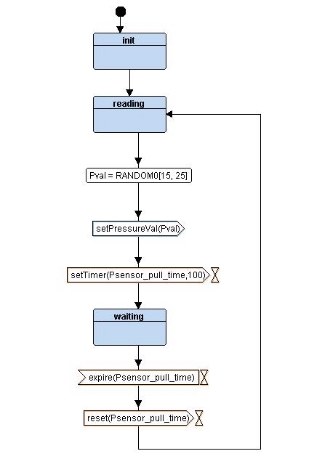 init
reading
Pval = RANDOM0[15, 25]
setPressureVal(Pval)
setTimer(Psensor_pull_time,100)
waiting
expire(Psensor_pull_time)
reset(Psensor_pull_time)